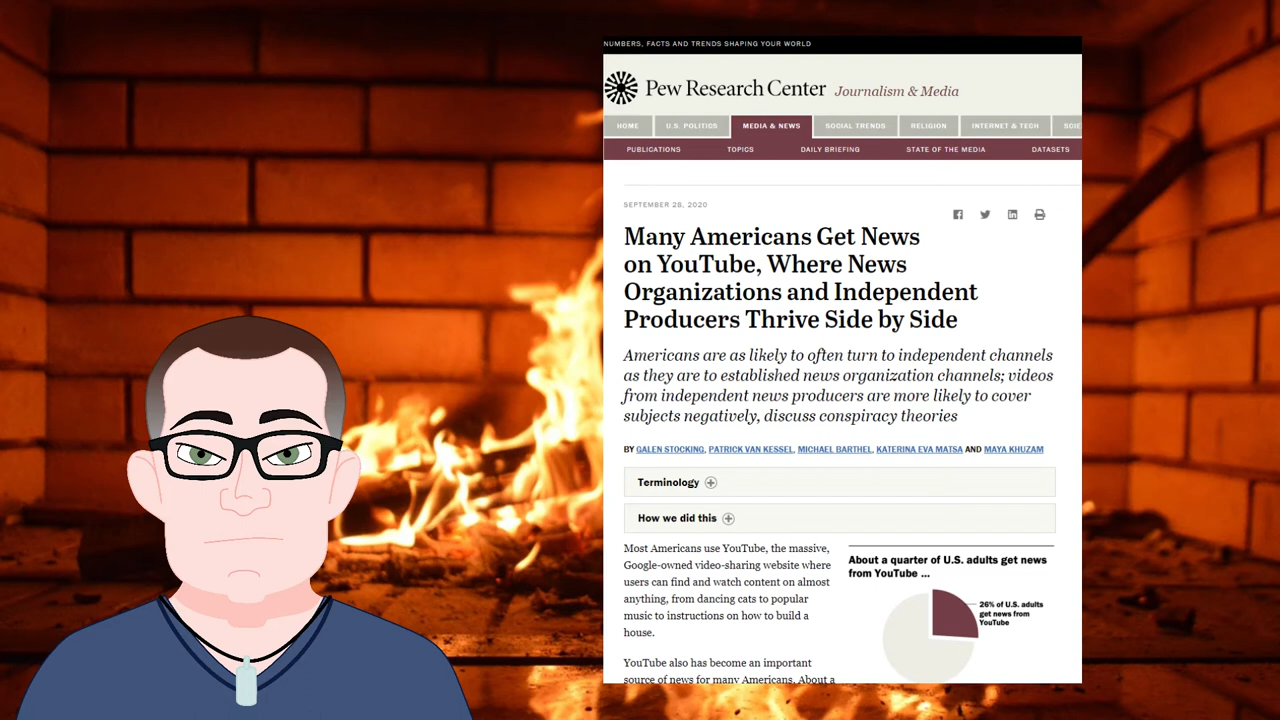 NUMBERS, FACTS AND TRENDS SHAPING YOUR WORLD
Pew Research Center Journalism & Media
HOME U.S. POLITICS MEDIA & NEWS SOCIAL TRENDS RELIGION INTERNET & TECH SCIE
PUBLICATIONS TOPICS DAILY BRIEFING STATE OF THE MEDIA DATASETS
SEPTEMBER 28, 2020
Many Americans Get News
on YouTube, Where News
Organizations and Independent
Producers Thrive Side by Side
Americans are as likely to often turn to independent channels
as they are to established news organization channels; videos
from independent news producers are more likely to cover
subjects negatively, discuss conspiracy theories
BY GALEN STOCKING, PATRICK VAN KESSEL, MICHAEL BARTHEL, KATERINA EVA MATSA AND MAYA KHUZAM
Terminology
How we did this
Most Americans use YouTube, the massive,
Google-owned video-sharing website where
users can find and watch content on almost
anything, from dancing cats to popular
music to instructions on how to build a
house.
YouTube also has become an important
source of news for many Americans. About a
About a quarter of U.S. adults get news
from YouTube ...
26% of U.S. adults
get news from
YouTube